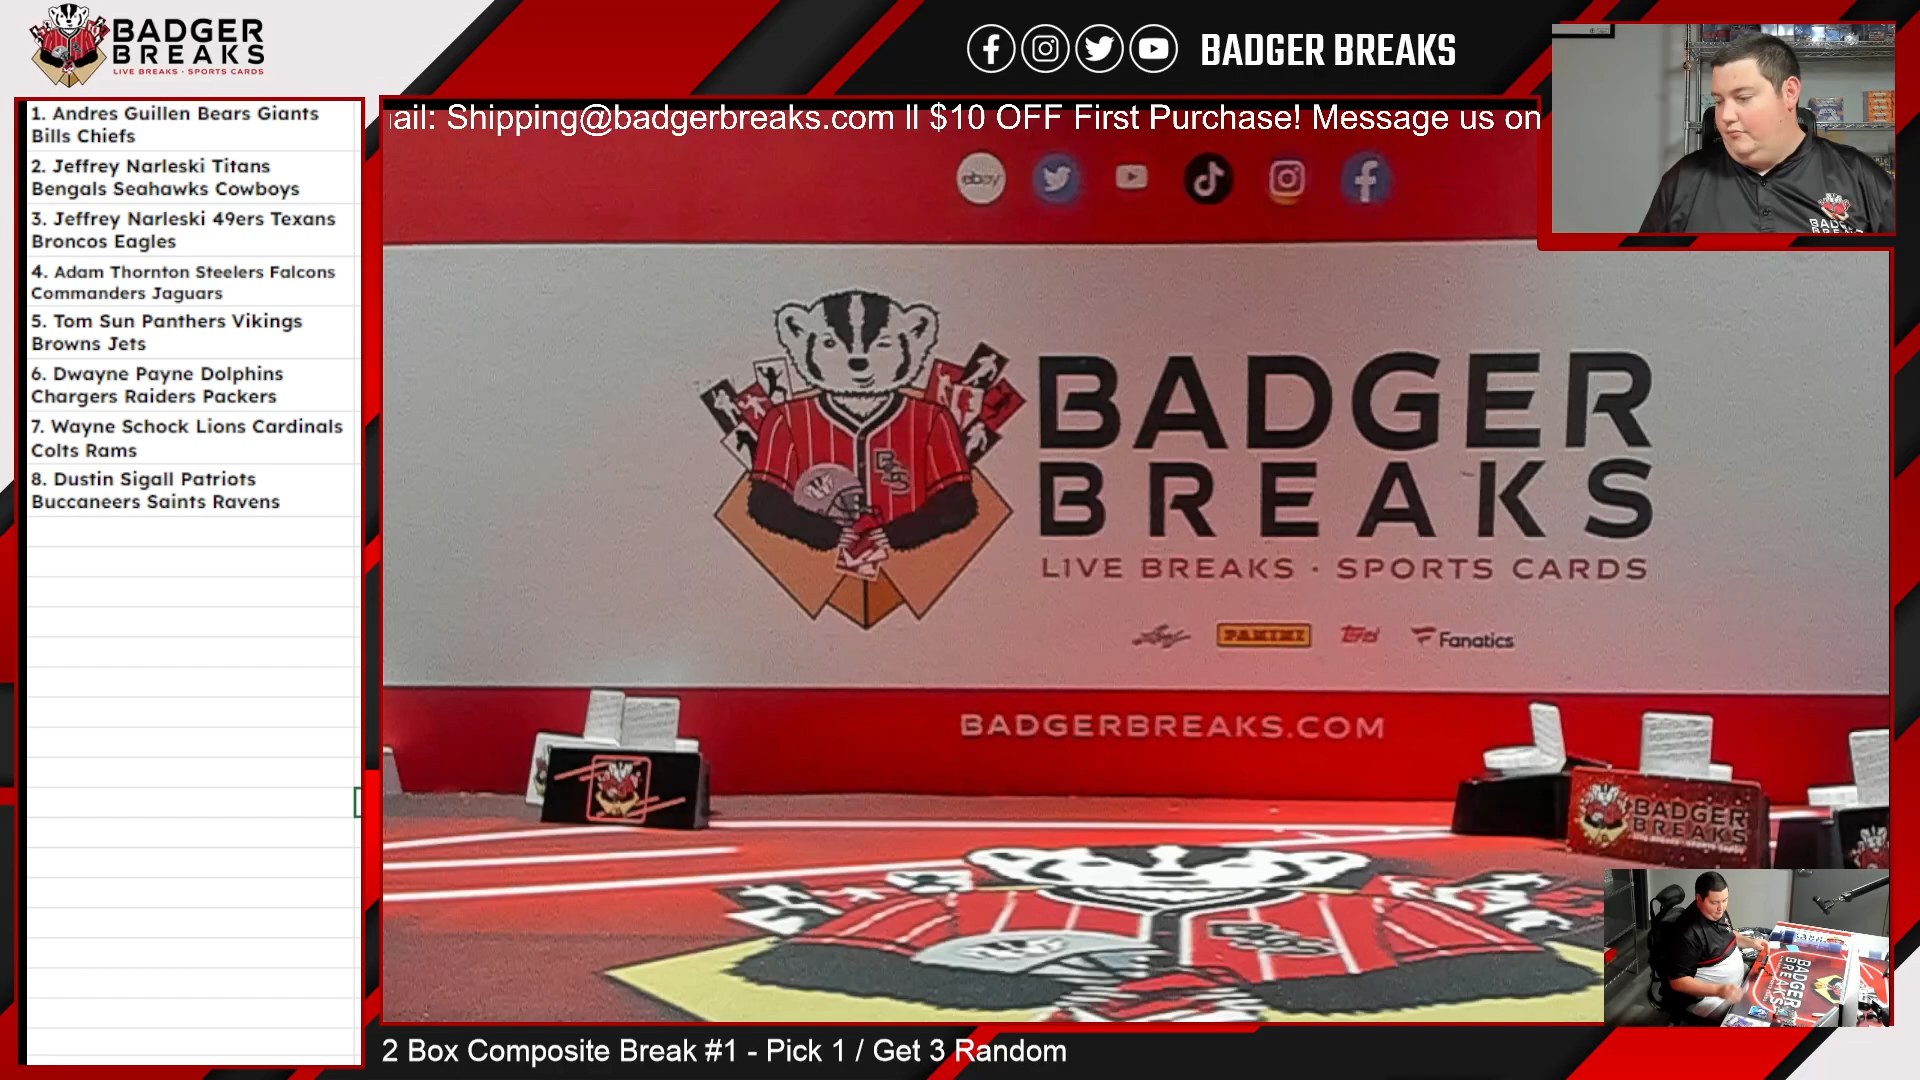 BADGER
BREAKS
LIVE BREAKS · SPORTS CARDS
BADGER BREAKS
1. Andres Guillen Bears Giants
Bills Chiefs
2. Jeffrey Narleski Titans
Bengals Seahawks Cowboys
3. Jeffrey Narleski 49ers Texans
Broncos Eagles
4. Adam Thornton Steelers Falcons
Commanders Jaguars
5. Tom Sun Panthers Vikings
Browns Jets
6. Dwayne Payne Dolphins
Chargers Raiders Packers
7. Wayne Schock Lions Cardinals
Colts Rams
8. Dustin Sigall Patriots
Buccaneers Saints Ravens
ail: Shipping@badgerbreaks.com ll $10 OFF First Purchase! Message us on
ebay
BADGER
BREAKS
LIVE BREAKS · SPORTS CARDS
Leaf PANINI Topps Fanatics
BADGERBREAKS.COM
BADGER
BREAKS
BADGER
BREAKS
2 Box Composite Break #1 - Pick 1 / Get 3 Random